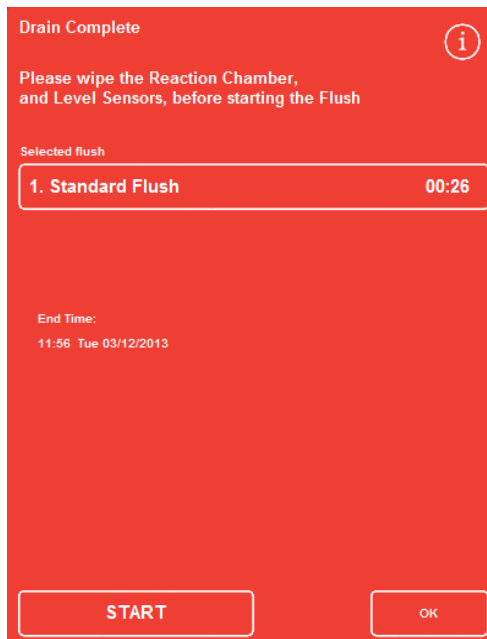 Drain Complete
i
Please wipe the Reaction Chamber,
and Level Sensors, before starting the Flush
Selected flush
1. Standard Flush 00:26
End Time:
11:56 Tue 03/12/2013
START OK